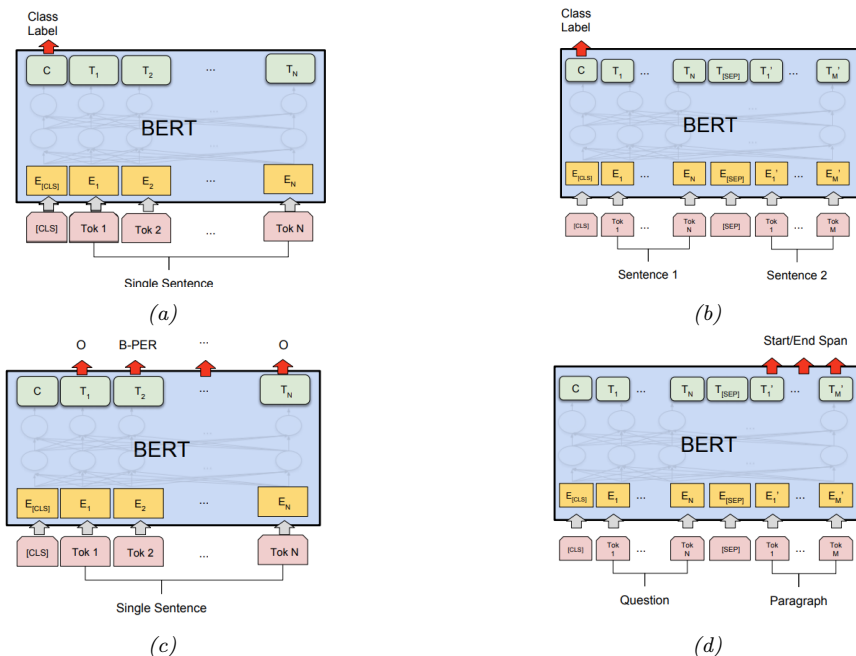 Class
Label
C T1 T2 ... TN
BERT
E[CLS] E1 E2 ... EN
[CLS] Tok 1 Tok 2 ... Tok N
Single Sentence
(a)
Class
Label
C T1 ... TN T[SEP] T1' ... TM'
BERT
E[CLS] E1 ... EN E[SEP] E1' ... EM'
[CLS] Tok 1 ... Tok N [SEP] Tok 1 ... Tok M
Sentence 1 Sentence 2
(b)
O B-PER ... O
C T1 T2 ... TN
BERT
E[CLS] E1 E2 ... EN
[CLS] Tok 1 Tok 2 ... Tok N
Single Sentence
(c)
Start/End Span
C T1 ... TN T[SEP] T1' ... TM'
BERT
E[CLS] E1 ... EN E[SEP] E1' ... EM'
[CLS] Tok 1 ... Tok N [SEP] Tok 1 ... Tok M
Question Paragraph
(d)